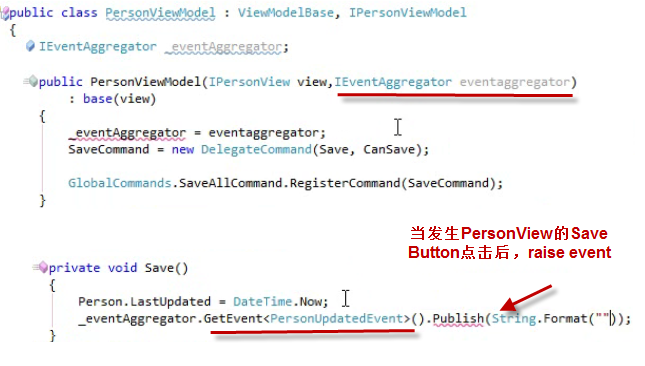 public class PersonViewModel : ViewModelBase, IPersonViewModel
{
IEventAggregator _eventAggregator;
public PersonViewModel(IPersonView view,IEventAggregator eventaggregator)
: base(view)
{
_eventAggregator = eventaggregator;
SaveCommand = new DelegateCommand(Save, CanSave);
GlobalCommands.SaveAllCommand.RegisterCommand(SaveCommand);
}
当发生PersonView的Save
Button点击后，raise event
private void Save()
{
Person.LastUpdated = DateTime.Now;
_eventAggregator.GetEvent<PersonUpdatedEvent>().Publish(String.Format(""));
}